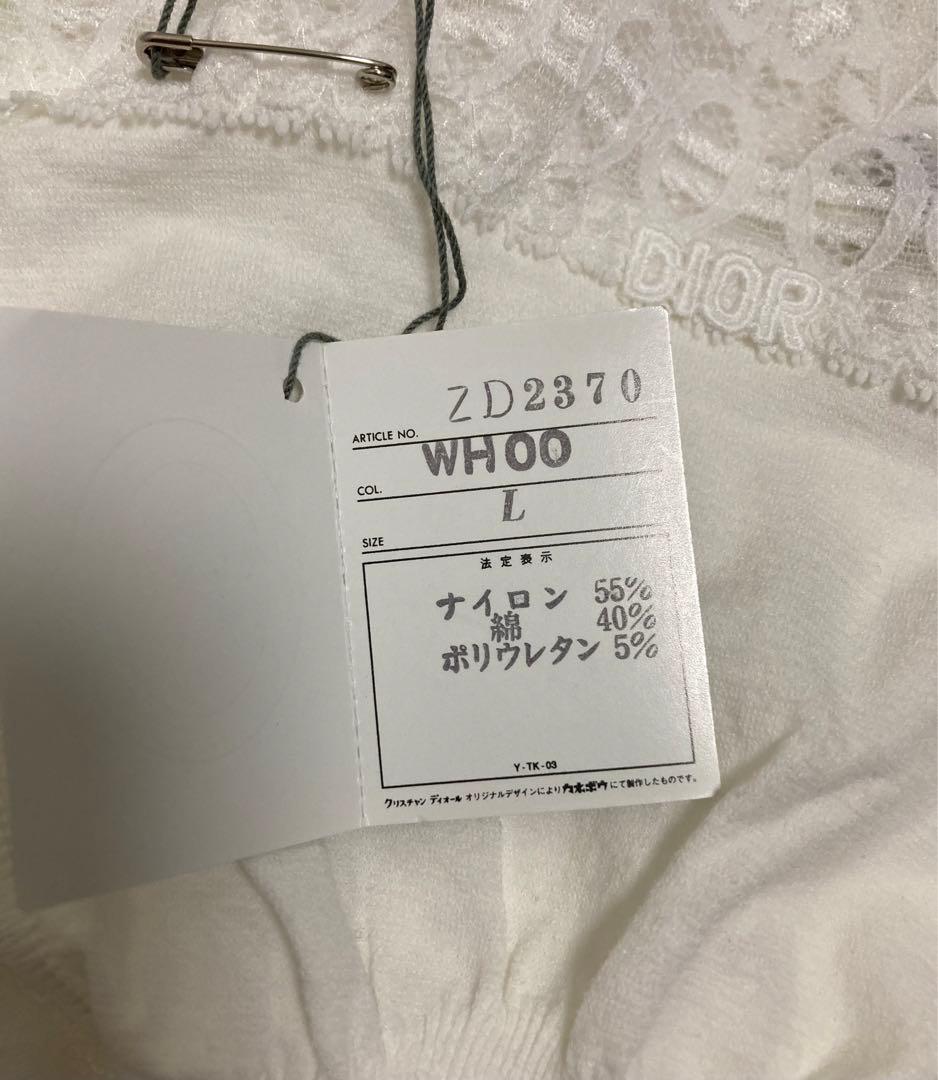 DIOR
ZD2370
ARTICLE NO.
WH00
COL.
L
SIZE
法定表示
ナイロン 55%
綿 40%
ポリウレタン 5%
Y-TK-03
クリスチャン ディオール オリジナルデザインにより カネボウ にて製作したものです。